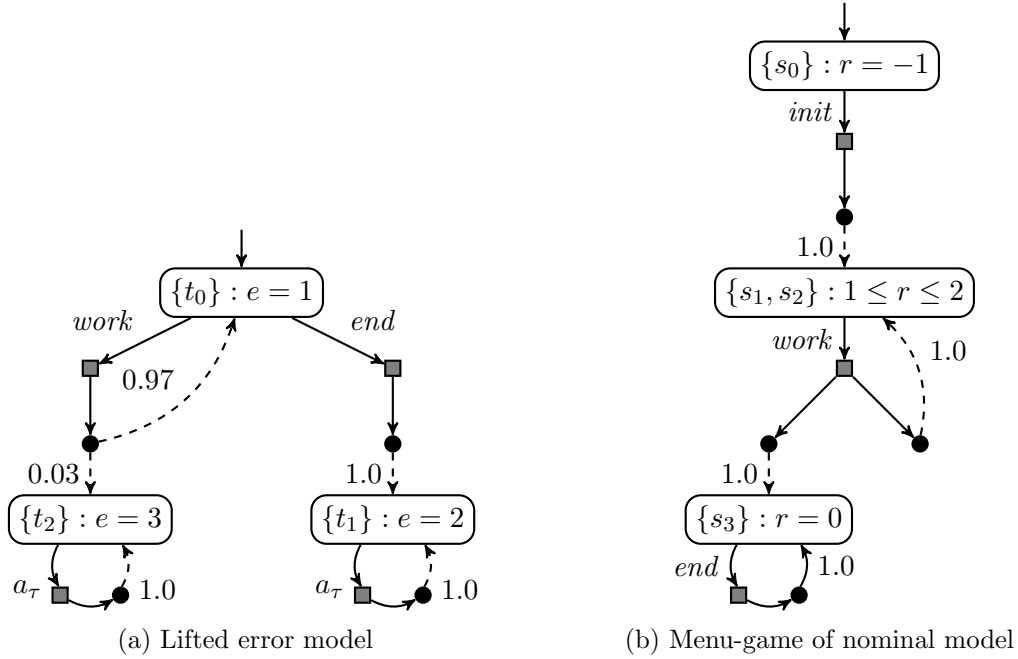 {s₀} : r = −1
init
1.0
{t₀} : e = 1
{s₁, s₂} : 1 ≤ r ≤ 2
work
end
work
0.97
1.0
0.03
1.0
1.0
{t₂} : e = 3
{t₁} : e = 2
{s₃} : r = 0
aτ
1.0
aτ
1.0
end
1.0
(a) Lifted error model
(b) Menu-game of nominal model